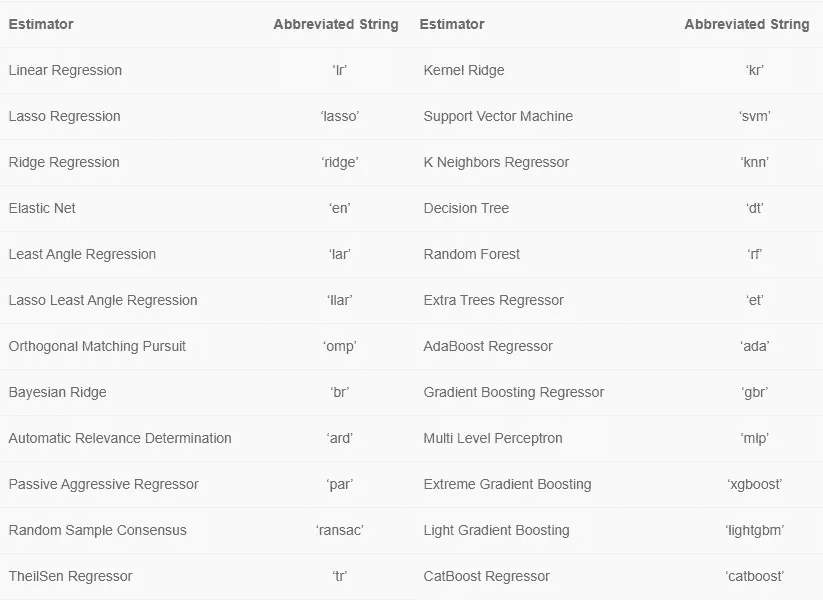 Estimator Abbreviated String Estimator Abbreviated String
Linear Regression ‘lr’ Kernel Ridge ‘kr’
Lasso Regression ‘lasso’ Support Vector Machine ‘svm’
Ridge Regression ‘ridge’ K Neighbors Regressor ‘knn’
Elastic Net ‘en’ Decision Tree ‘dt’
Least Angle Regression ‘lar’ Random Forest ‘rf’
Lasso Least Angle Regression ‘llar’ Extra Trees Regressor ‘et’
Orthogonal Matching Pursuit ‘omp’ AdaBoost Regressor ‘ada’
Bayesian Ridge ‘br’ Gradient Boosting Regressor ‘gbr’
Automatic Relevance Determination ‘ard’ Multi Level Perceptron ‘mlp’
Passive Aggressive Regressor ‘par’ Extreme Gradient Boosting ‘xgboost’
Random Sample Consensus ‘ransac’ Light Gradient Boosting ‘lightgbm’
TheilSen Regressor ‘tr’ CatBoost Regressor ‘catboost’